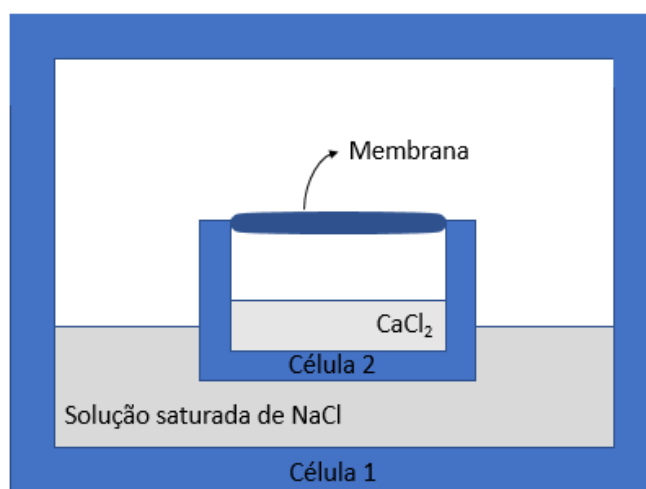 Membrana
CaCl₂
Célula 2
Solução saturada de NaCl
Célula 1